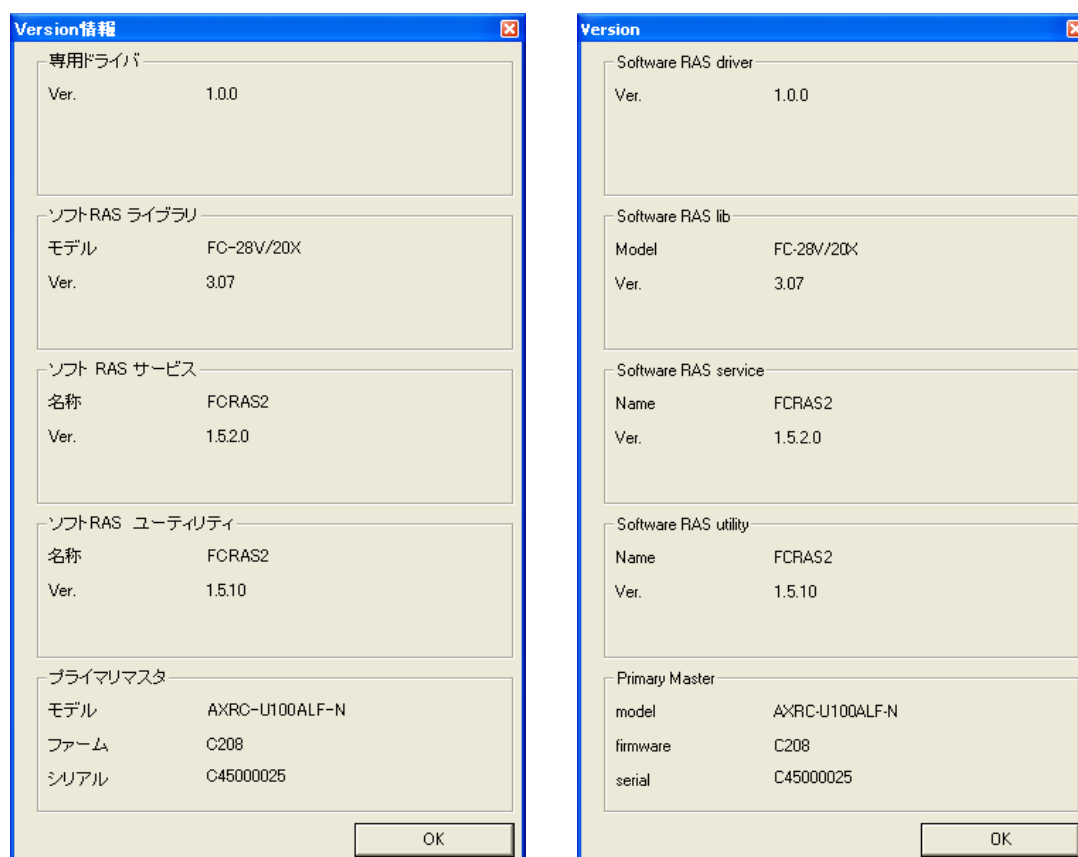 Version情報
専用ドライバ
Ver. 1.0.0
ソフトRAS ライブラリ
モデル FC-28V/20X
Ver. 3.07
ソフト RAS サービス
名称 FCRAS2
Ver. 1.5.2.0
ソフトRAS ユーティリティ
名称 FCRAS2
Ver. 1.5.10
プライマリマスタ
モデル AXRC-U100ALF-N
ファーム C208
シリアル C45000025
OK
Version
Software RAS driver
Ver. 1.0.0
Software RAS lib
Model FC-28V/20X
Ver. 3.07
Software RAS service
Name FCRAS2
Ver. 1.5.2.0
Software RAS utility
Name FCRAS2
Ver. 1.5.10
Primary Master
model AXRC-U100ALF-N
firmware C208
serial C45000025
OK